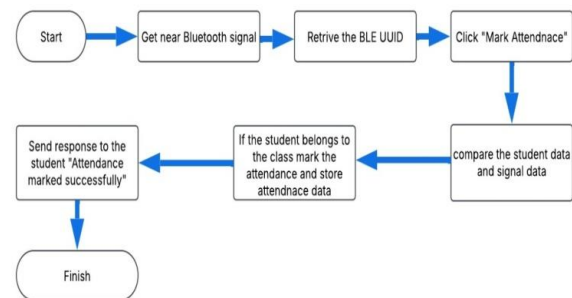 Start
Get near Bluetooth signal
Retrive the BLE UUID
Click "Mark Attendnace"
compare the student data
and signal data
If the student belongs to
the class mark the
attendance and store
attendnace data
Send response to the
student "Attendance
marked successfully"
Finish